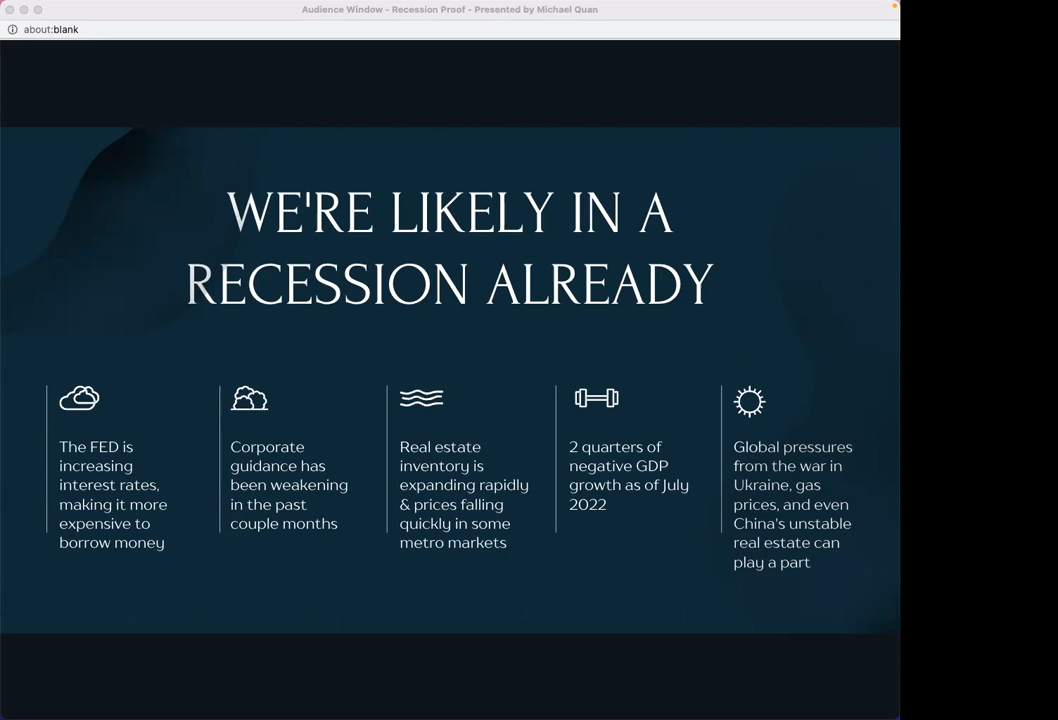 Audience Window - Recession Proof - Presented by Michael Quan
about:blank
WE'RE LIKELY IN A
RECESSION ALREADY
The FED is
increasing
interest rates,
making it more
expensive to
borrow money
Corporate
guidance has
been weakening
in the past
couple months
Real estate
inventory is
expanding rapidly
& prices falling
quickly in some
metro markets
2 quarters of
negative GDP
growth as of July
2022
Global pressures
from the war in
Ukraine, gas
prices, and even
China's unstable
real estate can
play a part